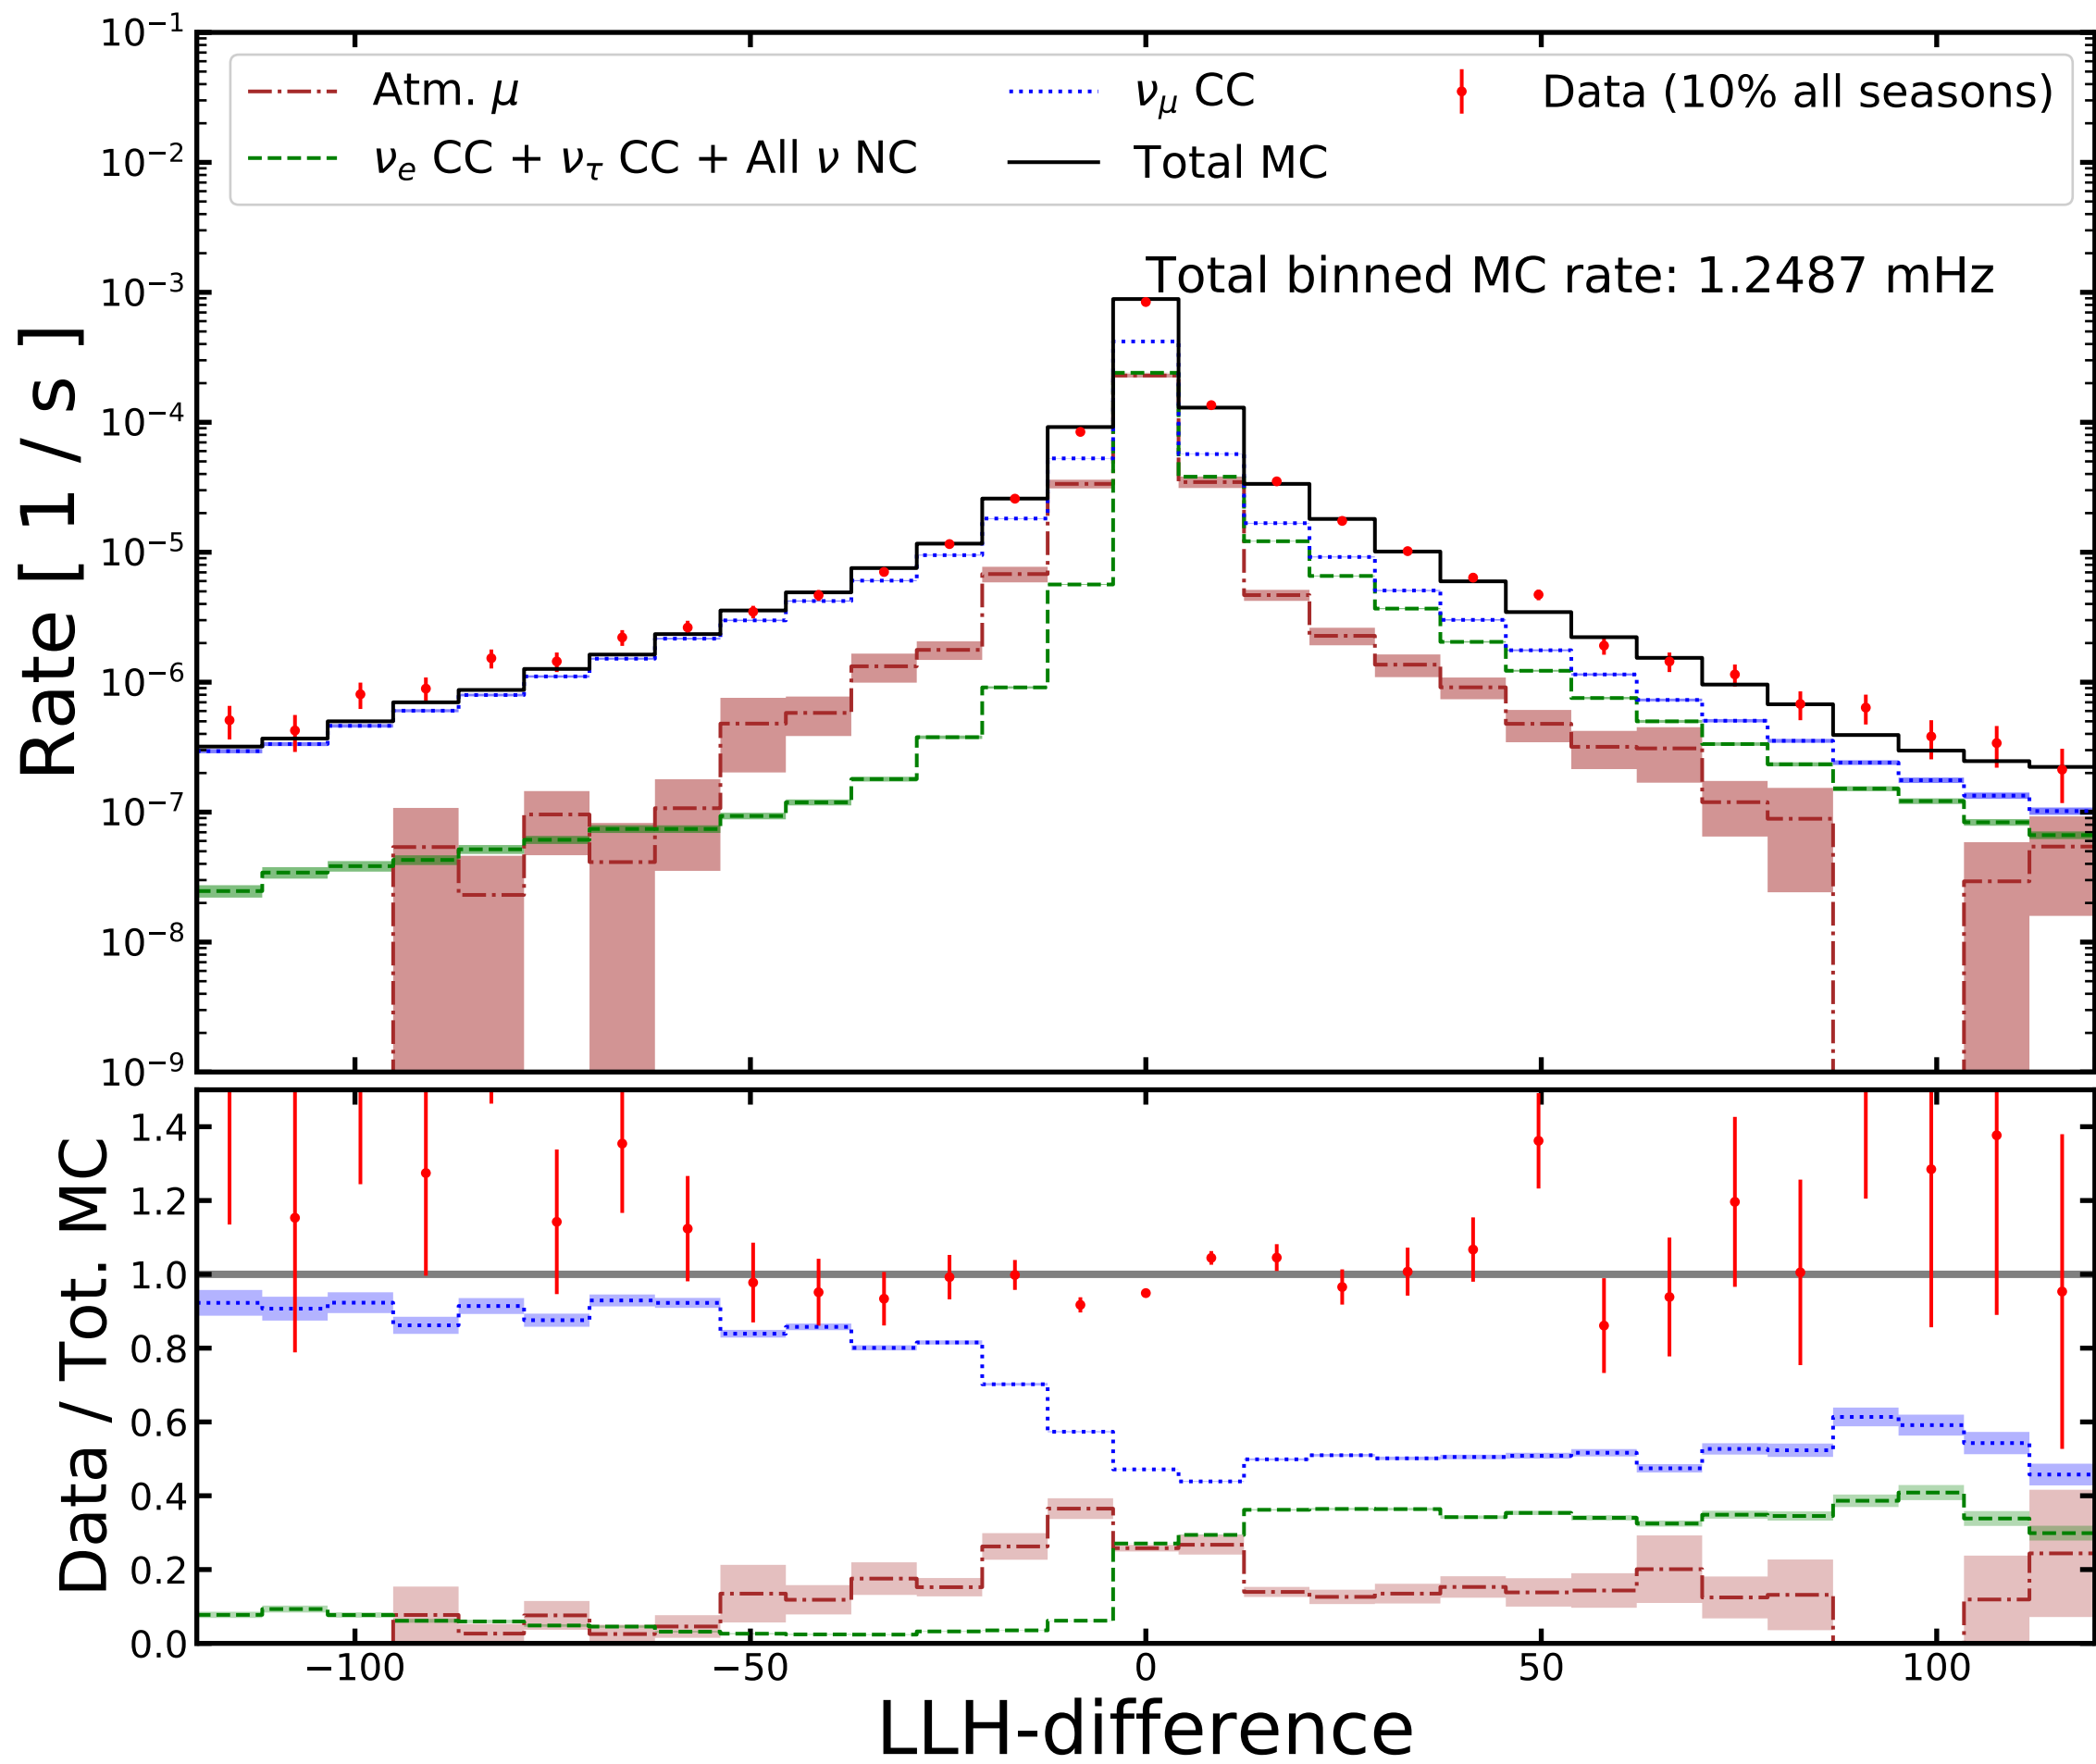 Atm. μ
ν_e CC + ν_τ CC + All ν NC
ν_μ CC
Total MC
Data (10% all seasons)
Total binned MC rate: 1.2487 mHz
Rate [ 1 / s ]
10⁻¹
10⁻²
10⁻³
10⁻⁴
10⁻⁵
10⁻⁶
10⁻⁷
10⁻⁸
10⁻⁹
Data / Tot. MC
1.4
1.2
1.0
0.8
0.6
0.4
0.2
0.0
−100 −50 0 50 100
LLH-difference